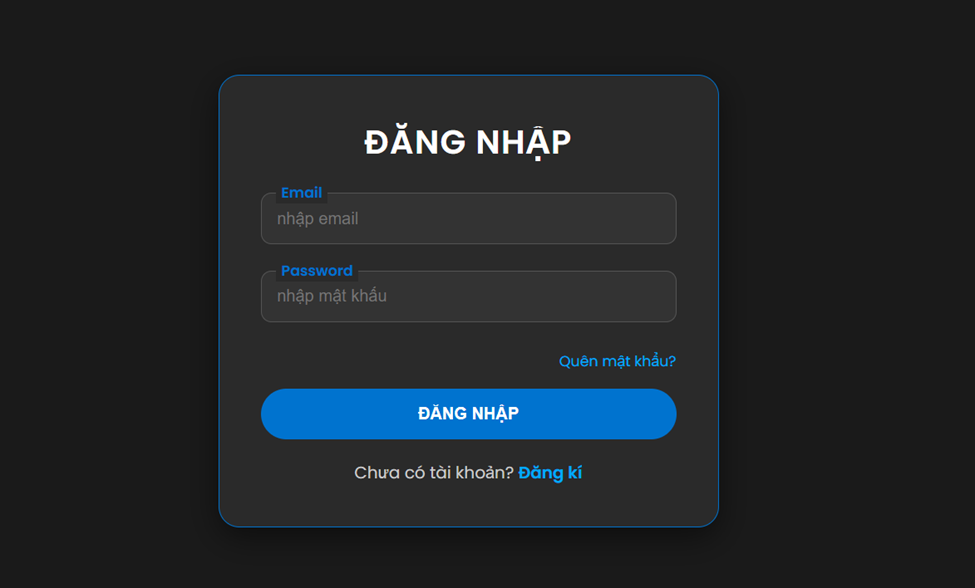 ĐĂNG NHẬP
Email
nhập email
Password
nhập mật khẩu
Quên mật khẩu?
ĐĂNG NHẬP
Chưa có tài khoản? Đăng kí